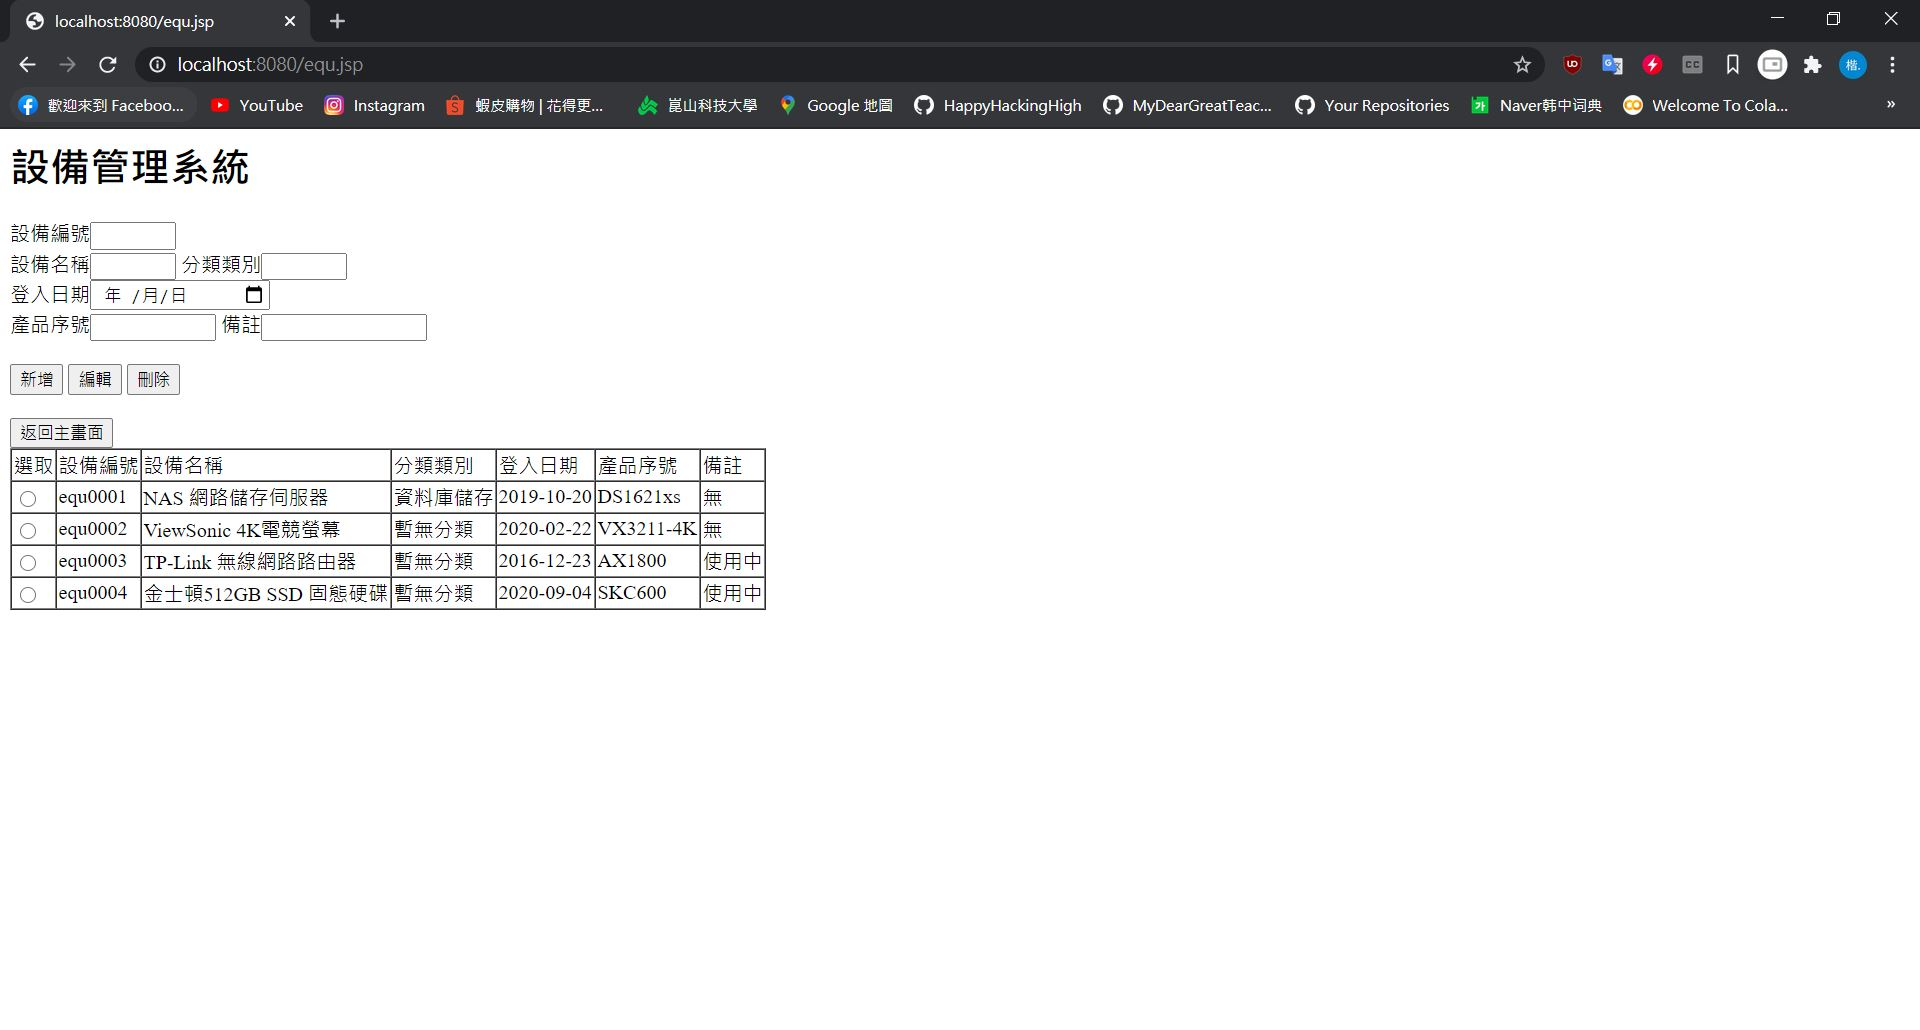 localhost:8080/equ.jsp
localhost:8080/equ.jsp
歡迎來到 Faceboo... YouTube Instagram 蝦皮購物 | 花得更... 崑山科技大學 Google 地圖 HappyHackingHigh MyDearGreatTeac... Your Repositories Naver韩中词典 Welcome To Cola... »
設備管理系統
設備編號
設備名稱 分類類別
登入日期 年 /月/日
產品序號 備註
新增 編輯 刪除
返回主畫面
選取 設備編號 設備名稱 分類類別 登入日期 產品序號 備註
equ0001 NAS 網路儲存伺服器 資料庫儲存 2019-10-20 DS1621xs 無
equ0002 ViewSonic 4K電競螢幕 暫無分類 2020-02-22 VX3211-4K 無
equ0003 TP-Link 無線網路路由器 暫無分類 2016-12-23 AX1800 使用中
equ0004 金士頓512GB SSD 固態硬碟 暫無分類 2020-09-04 SKC600 使用中